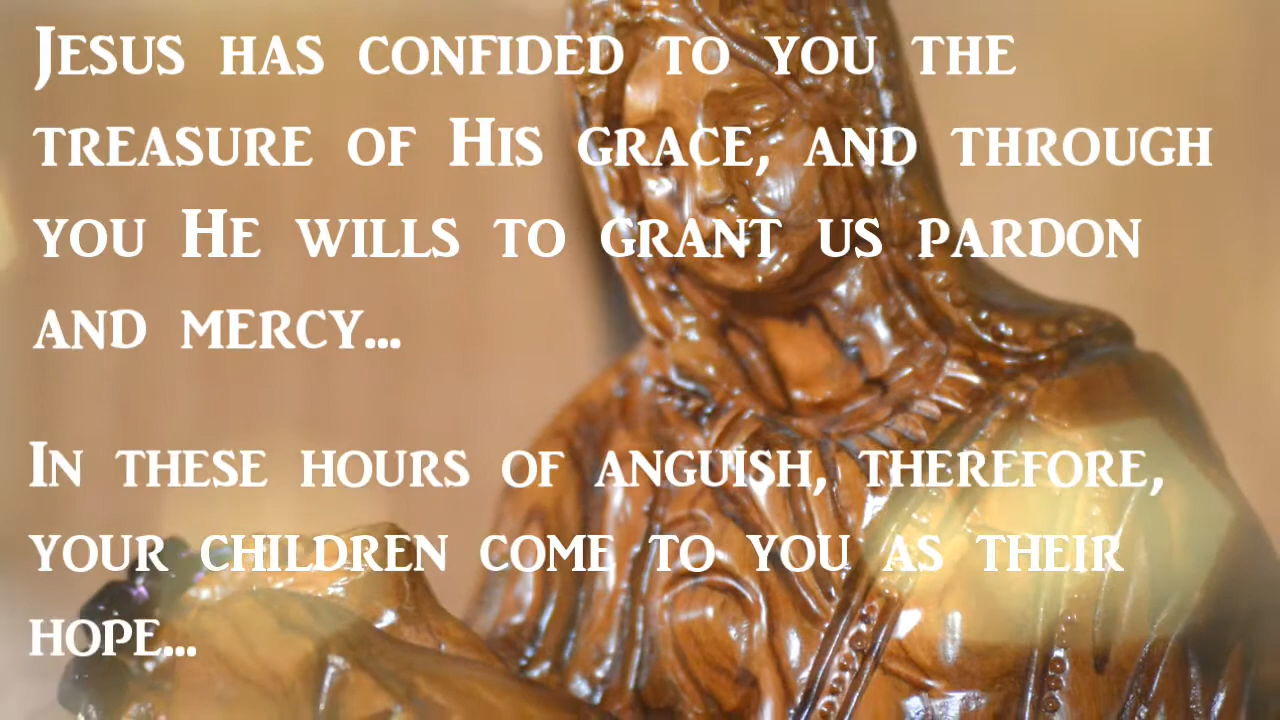 Jesus has confided to you the
treasure of His grace, and through
you He wills to grant us pardon
and mercy...
In these hours of anguish, therefore,
your children come to you as their
hope...